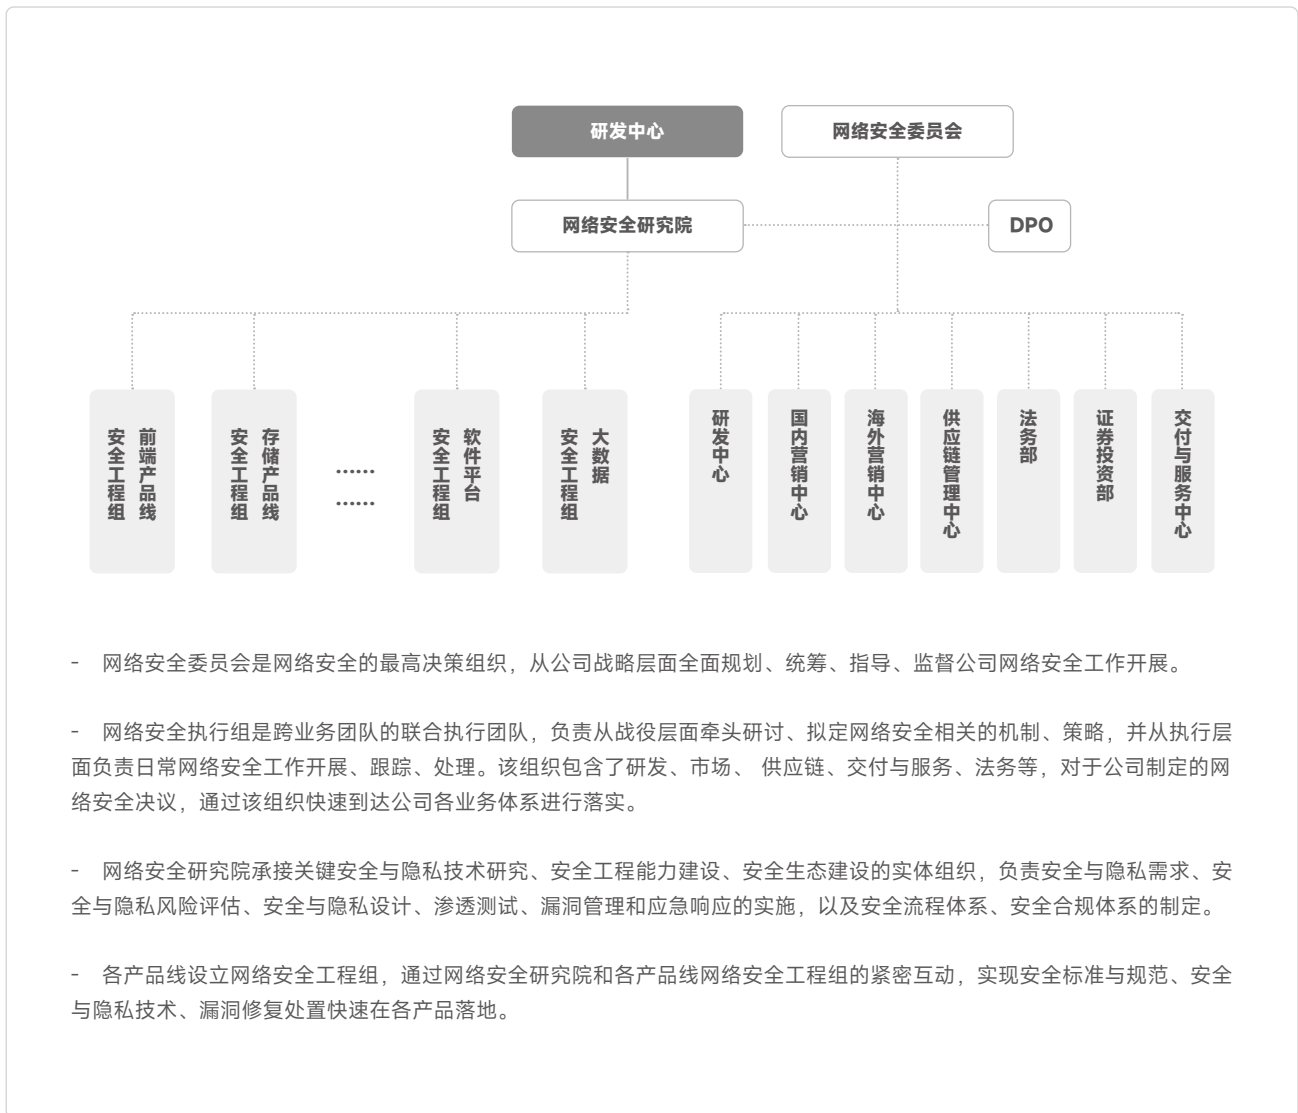 研发中心
网络安全委员会
网络安全研究院
DPO
前端产品线
安全工程组
存储产品线
安全工程组
......
......
软件平台
安全工程组
大数据
安全工程组
研发中心
国内营销中心
海外营销中心
供应链管理中心
法务部
证券投资部
交付与服务中心
- 网络安全委员会是网络安全的最高决策组织，从公司战略层面全面规划、统筹、指导、监督公司网络安全工作开展。
- 网络安全执行组是跨业务团队的联合执行团队，负责从战役层面牵头研讨、拟定网络安全相关的机制、策略，并从执行层
面负责日常网络安全工作开展、跟踪、处理。该组织包含了研发、市场、 供应链、交付与服务、法务等，对于公司制定的网
络安全决议，通过该组织快速到达公司各业务体系进行落实。
- 网络安全研究院承接关键安全与隐私技术研究、安全工程能力建设、安全生态建设的实体组织，负责安全与隐私需求、安
全与隐私风险评估、安全与隐私设计、渗透测试、漏洞管理和应急响应的实施，以及安全流程体系、安全合规体系的制定。
- 各产品线设立网络安全工程组，通过网络安全研究院和各产品线网络安全工程组的紧密互动，实现安全标准与规范、安全
与隐私技术、漏洞修复处置快速在各产品落地。